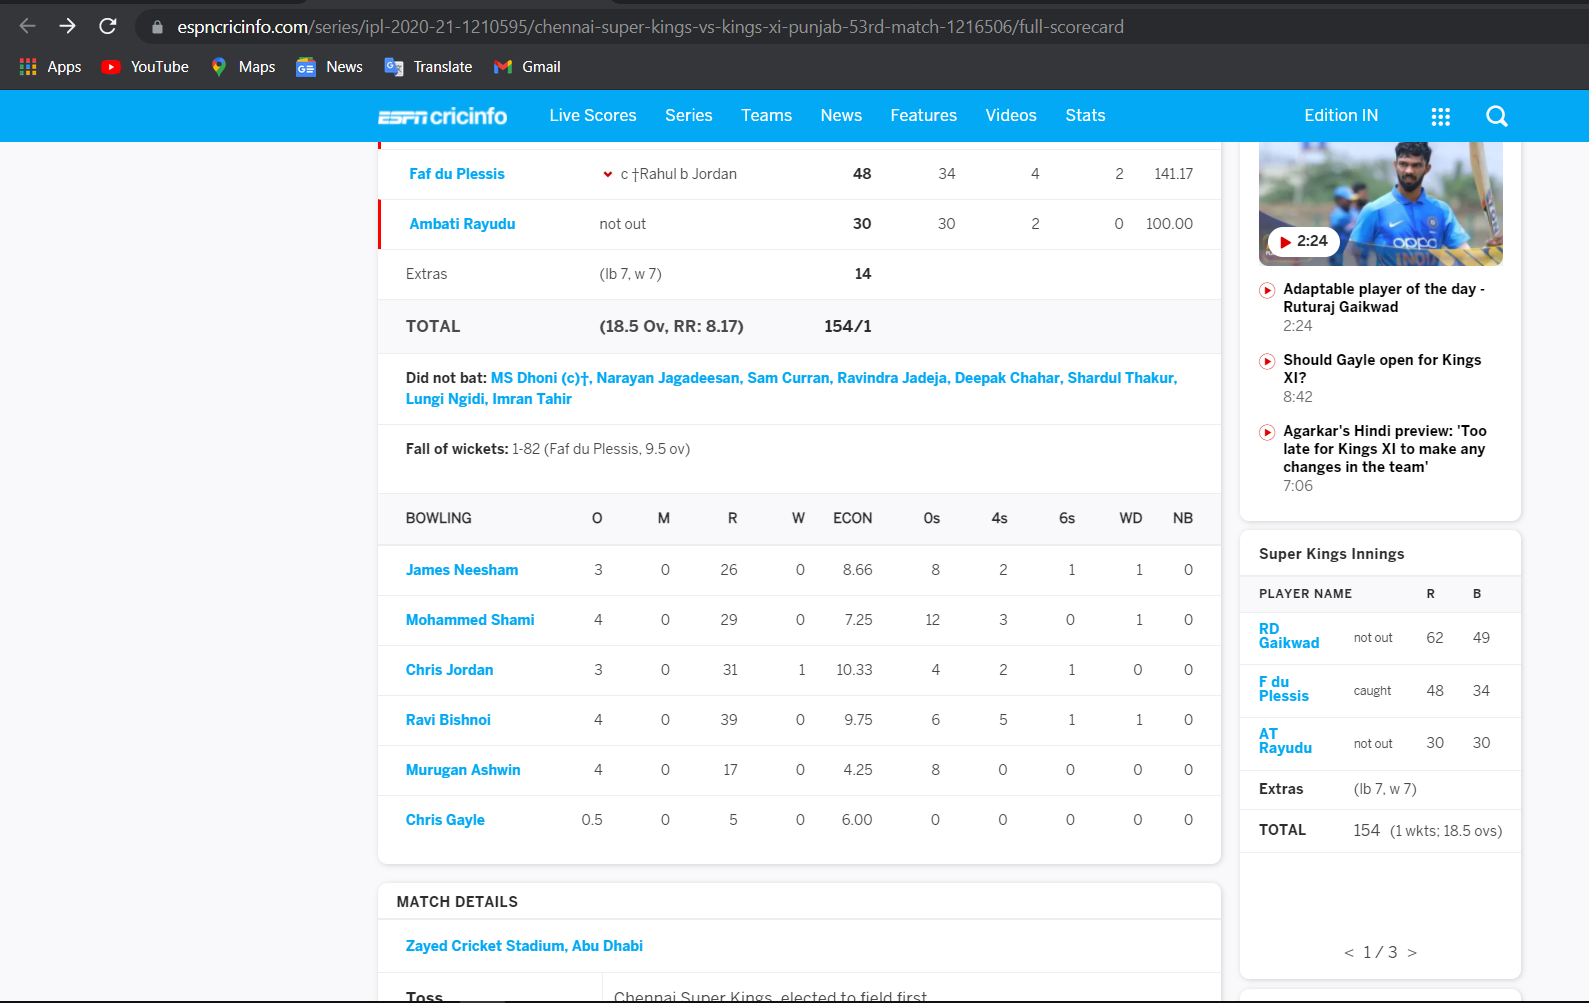 espncricinfo.com/series/ipl-2020-21-1210595/chennai-super-kings-vs-kings-xi-punjab-53rd-match-1216506/full-scorecard
Apps YouTube Maps News Translate Gmail
ESPN cricinfo Live Scores Series Teams News Features Videos Stats Edition IN
Faf du Plessis c †Rahul b Jordan 48 34 4 2 141.17
Ambati Rayudu not out 30 30 2 0 100.00
Extras (lb 7, w 7) 14
TOTAL (18.5 Ov, RR: 8.17) 154/1
Did not bat: MS Dhoni (c)†, Narayan Jagadeesan, Sam Curran, Ravindra Jadeja, Deepak Chahar, Shardul Thakur,
Lungi Ngidi, Imran Tahir
Fall of wickets: 1-82 (Faf du Plessis, 9.5 ov)
BOWLING O M R W ECON 0s 4s 6s WD NB
James Neesham 3 0 26 0 8.66 8 2 1 1 0
Mohammed Shami 4 0 29 0 7.25 12 3 0 1 0
Chris Jordan 3 0 31 1 10.33 4 2 1 0 0
Ravi Bishnoi 4 0 39 0 9.75 6 5 1 1 0
Murugan Ashwin 4 0 17 0 4.25 8 0 0 0 0
Chris Gayle 0.5 0 5 0 6.00 0 0 0 0 0
MATCH DETAILS
Zayed Cricket Stadium, Abu Dhabi
Toss Chennai Super Kings, elected to field first
oppo
INDIA
2:24
Adaptable player of the day -
Ruturaj Gaikwad
2:24
Should Gayle open for Kings
XI?
8:42
Agarkar's Hindi preview: 'Too
late for Kings XI to make any
changes in the team'
7:06
Super Kings Innings
PLAYER NAME R B
RD
Gaikwad not out 62 49
F du
Plessis caught 48 34
AT
Rayudu not out 30 30
Extras (lb 7, w 7)
TOTAL 154 (1 wkts; 18.5 ovs)
< 1 / 3 >